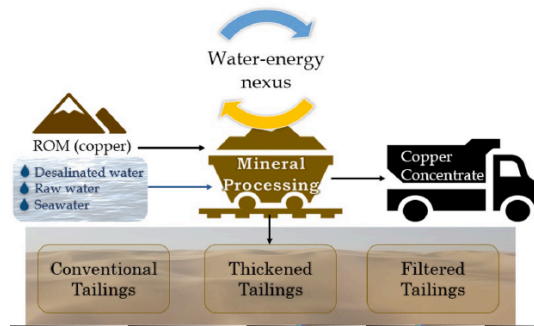 Water-energy
nexus
ROM (copper)
Desalinated water
Raw water
Seawater
Mineral
Processing
Copper
Concentrate
Conventional
Tailings
Thickened
Tailings
Filtered
Tailings